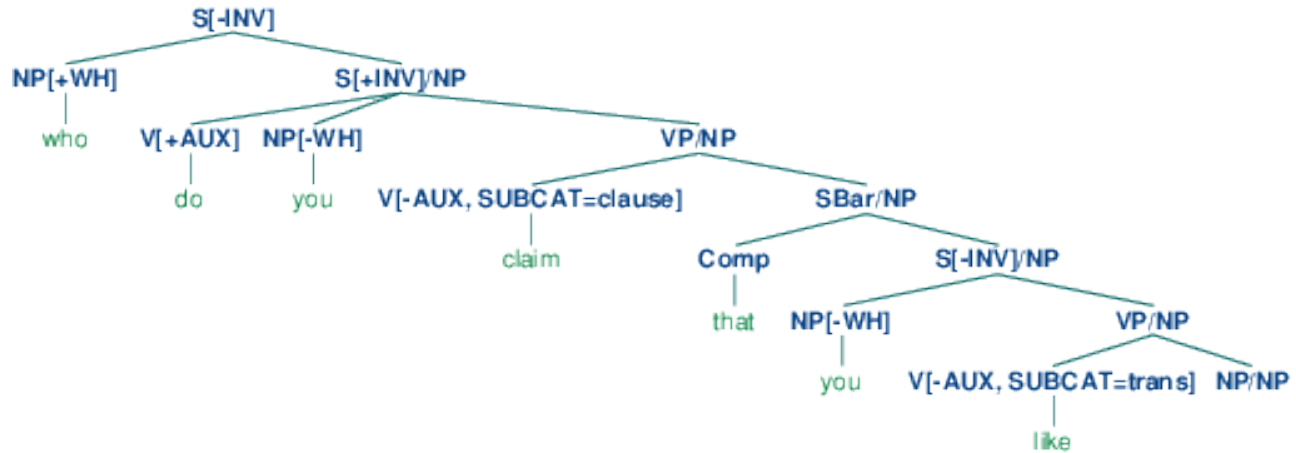 S[-INV]
NP[+WH] S[+INV]/NP
who V[+AUX] NP[-WH] VP/NP
do you V[-AUX, SUBCAT=clause] SBar/NP
claim Comp S[-INV]/NP
that NP[-WH] VP/NP
you V[-AUX, SUBCAT=trans] NP/NP
like